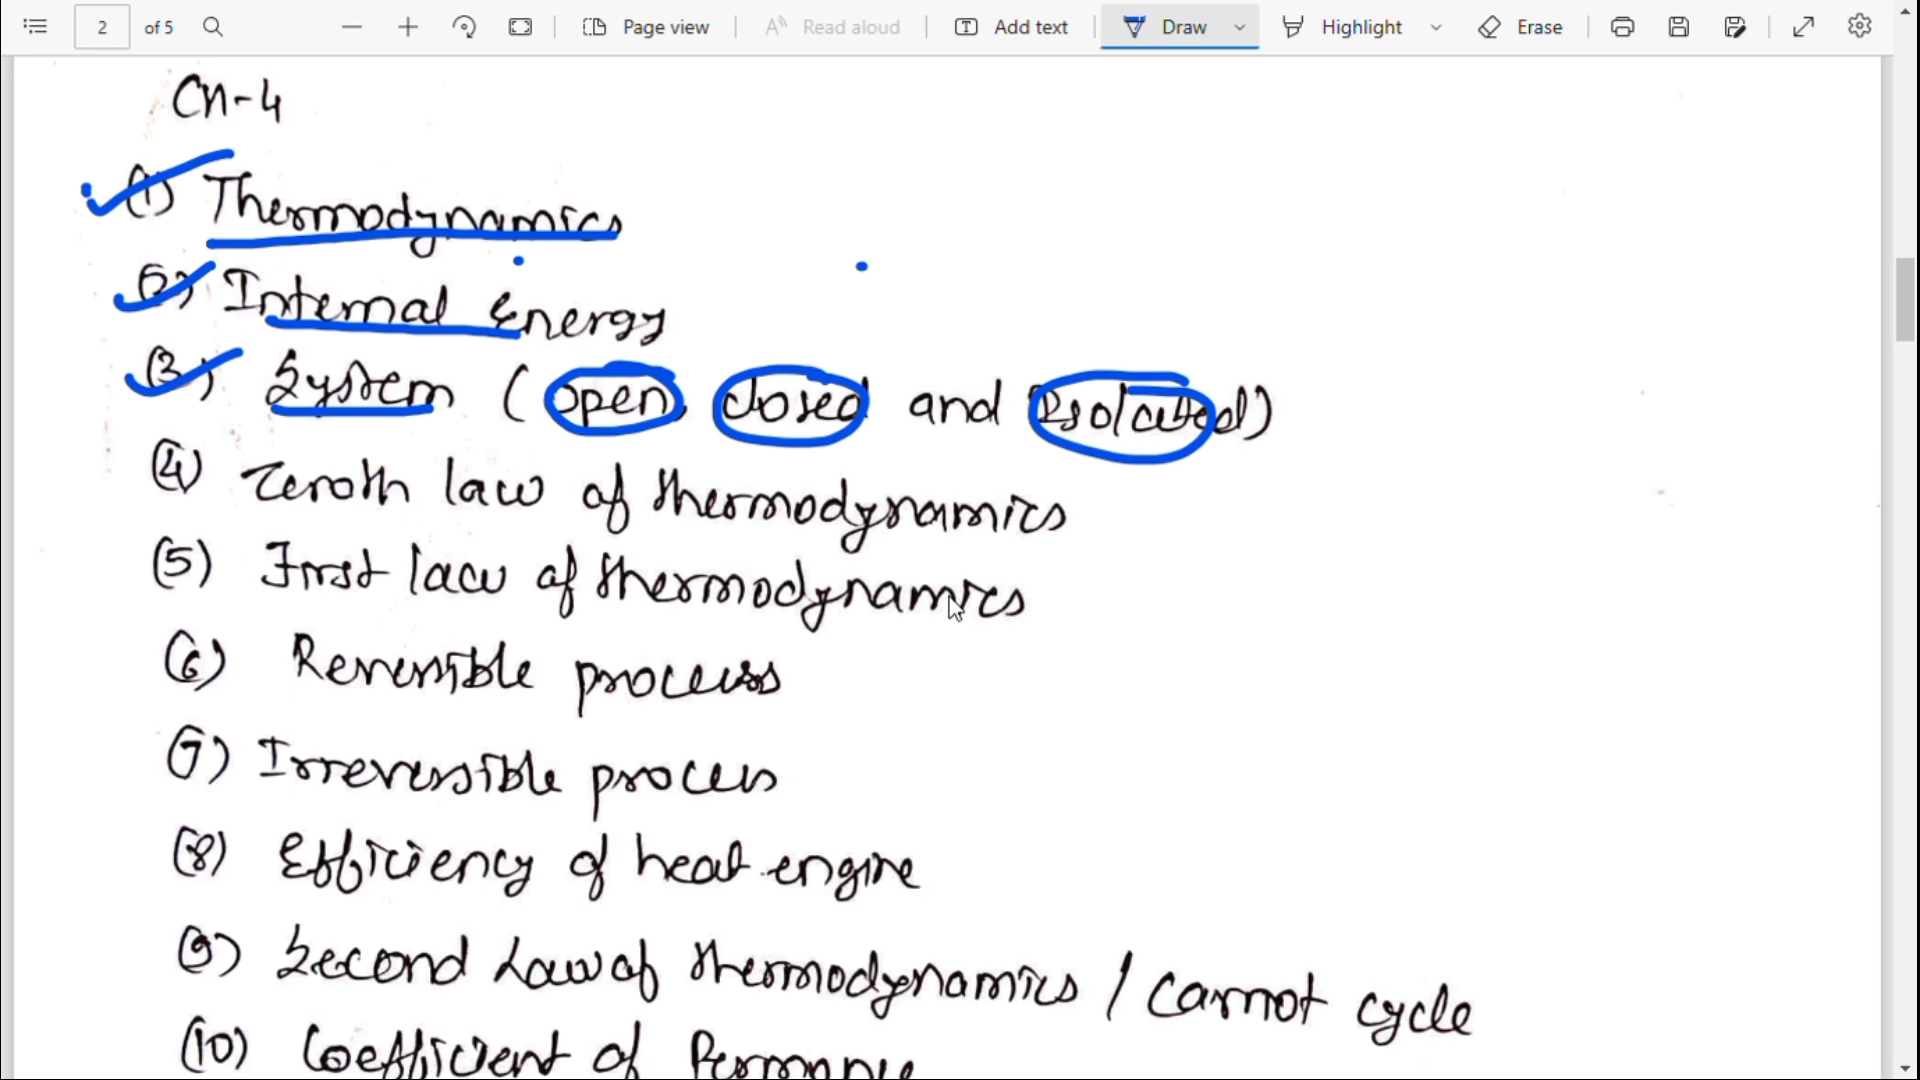 2 of 5 Page view Read aloud Add text Draw Highlight Erase
Ch-4
(1) Thermodynamics
(2) Internal Energy
(3) System (open, closed and Isolated)
(4) Zeroth law of thermodynamics
(5) First law of thermodynamics
(6) Reversible process
(7) Irreversible process
(8) Efficiency of heat engine
(9) Second Law of thermodynamics / Carnot cycle
(10) Coefficient of